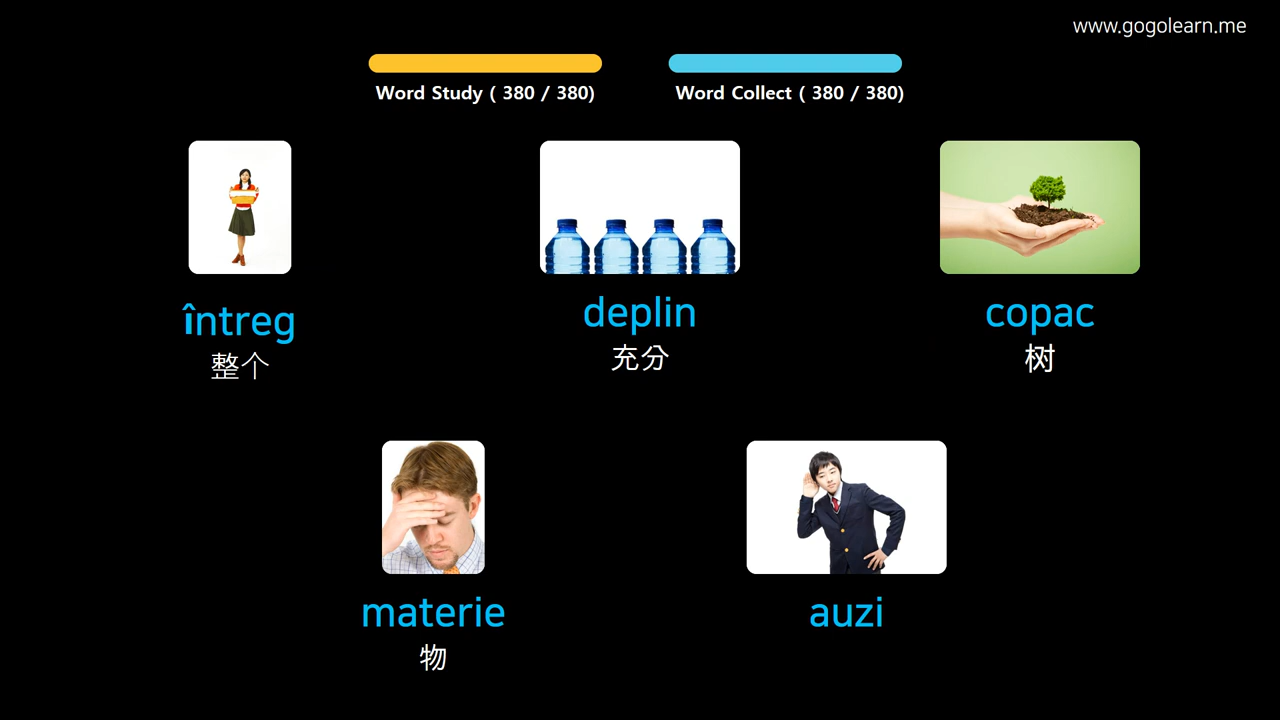 www.gogolearn.me
Word Study ( 380 / 380)
Word Collect ( 380 / 380)
întreg
整个
deplin
充分
copac
树
materie
物
auzi